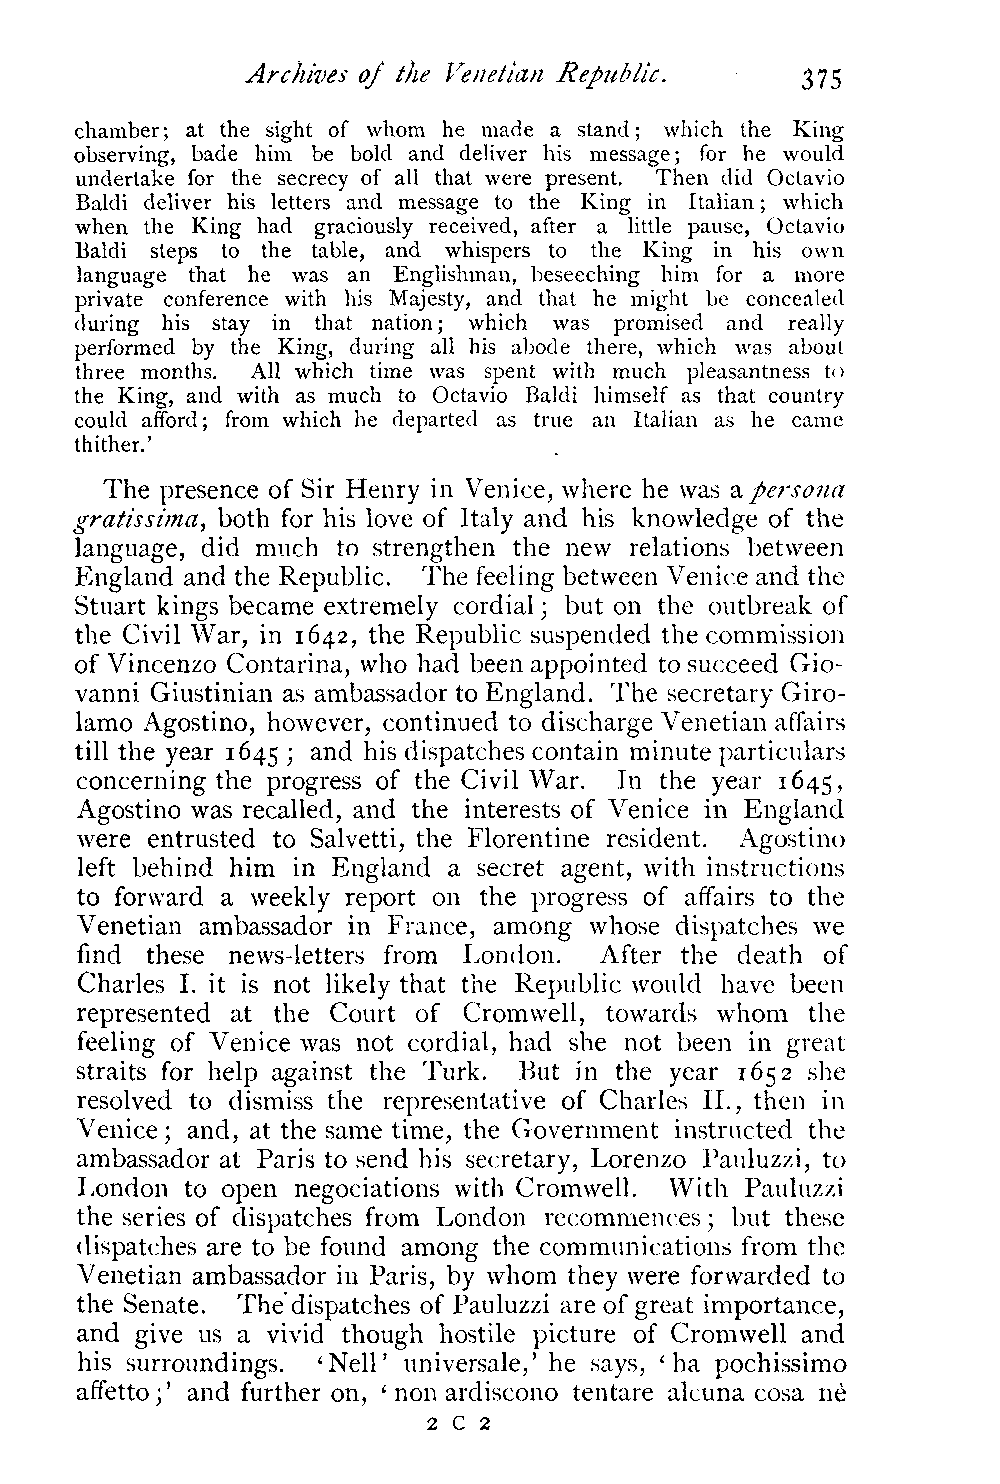 Archives of the Venetian Republic. 375
chamber; at the sight of whom he made a stand; which the King
observing, bade him be bold and deliver his message; for he would
undertake for the secrecy of all that were present. Then did Octavio
Baldi deliver his letters and message to the King in Italian; which
when the King had graciously received, after a little pause, Octavio
Baldi steps to the table, and whispers to the King in his own
language that he was an Englishman, beseeching him for a more
private conference with his Majesty, and that he might be concealed
during his stay in that nation; which was promised and really
performed by the King, during all his abode there, which was about
three months. All which time was spent with much pleasantness to
the King, and with as much to Octavio Baldi himself as that country
could afford; from which he departed as true an Italian as he came
thither.'
The presence of Sir Henry in Venice, where he was a persona
gratissima, both for his love of Italy and his knowledge of the
language, did much to strengthen the new relations between
England and the Republic. The feeling between Venice and the
Stuart kings became extremely cordial; but on the outbreak of
the Civil War, in 1642, the Republic suspended the commission
of Vincenzo Contarina, who had been appointed to succeed Gio-
vanni Giustinian as ambassador to England. The secretary Giro-
lamo Agostino, however, continued to discharge Venetian affairs
till the year 1645; and his dispatches contain minute particulars
concerning the progress of the Civil War. In the year 1645,
Agostino was recalled, and the interests of Venice in England
were entrusted to Salvetti, the Florentine resident. Agostino
left behind him in England a secret agent, with instructions
to forward a weekly report on the progress of affairs to the
Venetian ambassador in France, among whose dispatches we
find these news-letters from London. After the death of
Charles I. it is not likely that the Republic would have been
represented at the Court of Cromwell, towards whom the
feeling of Venice was not cordial, had she not been in great
straits for help against the Turk. But in the year 1652 she
resolved to dismiss the representative of Charles II., then in
Venice; and, at the same time, the Government instructed the
ambassador at Paris to send his secretary, Lorenzo Pauluzzi, to
London to open negociations with Cromwell. With Pauluzzi
the series of dispatches from London recommences; but these
dispatches are to be found among the communications from the
Venetian ambassador in Paris, by whom they were forwarded to
the Senate. The dispatches of Pauluzzi are of great importance,
and give us a vivid though hostile picture of Cromwell and
his surroundings. 'Nell' universale,' he says, 'ha pochissimo
affetto;' and further on, 'non ardiscono tentare alcuna cosa nè
2 C 2